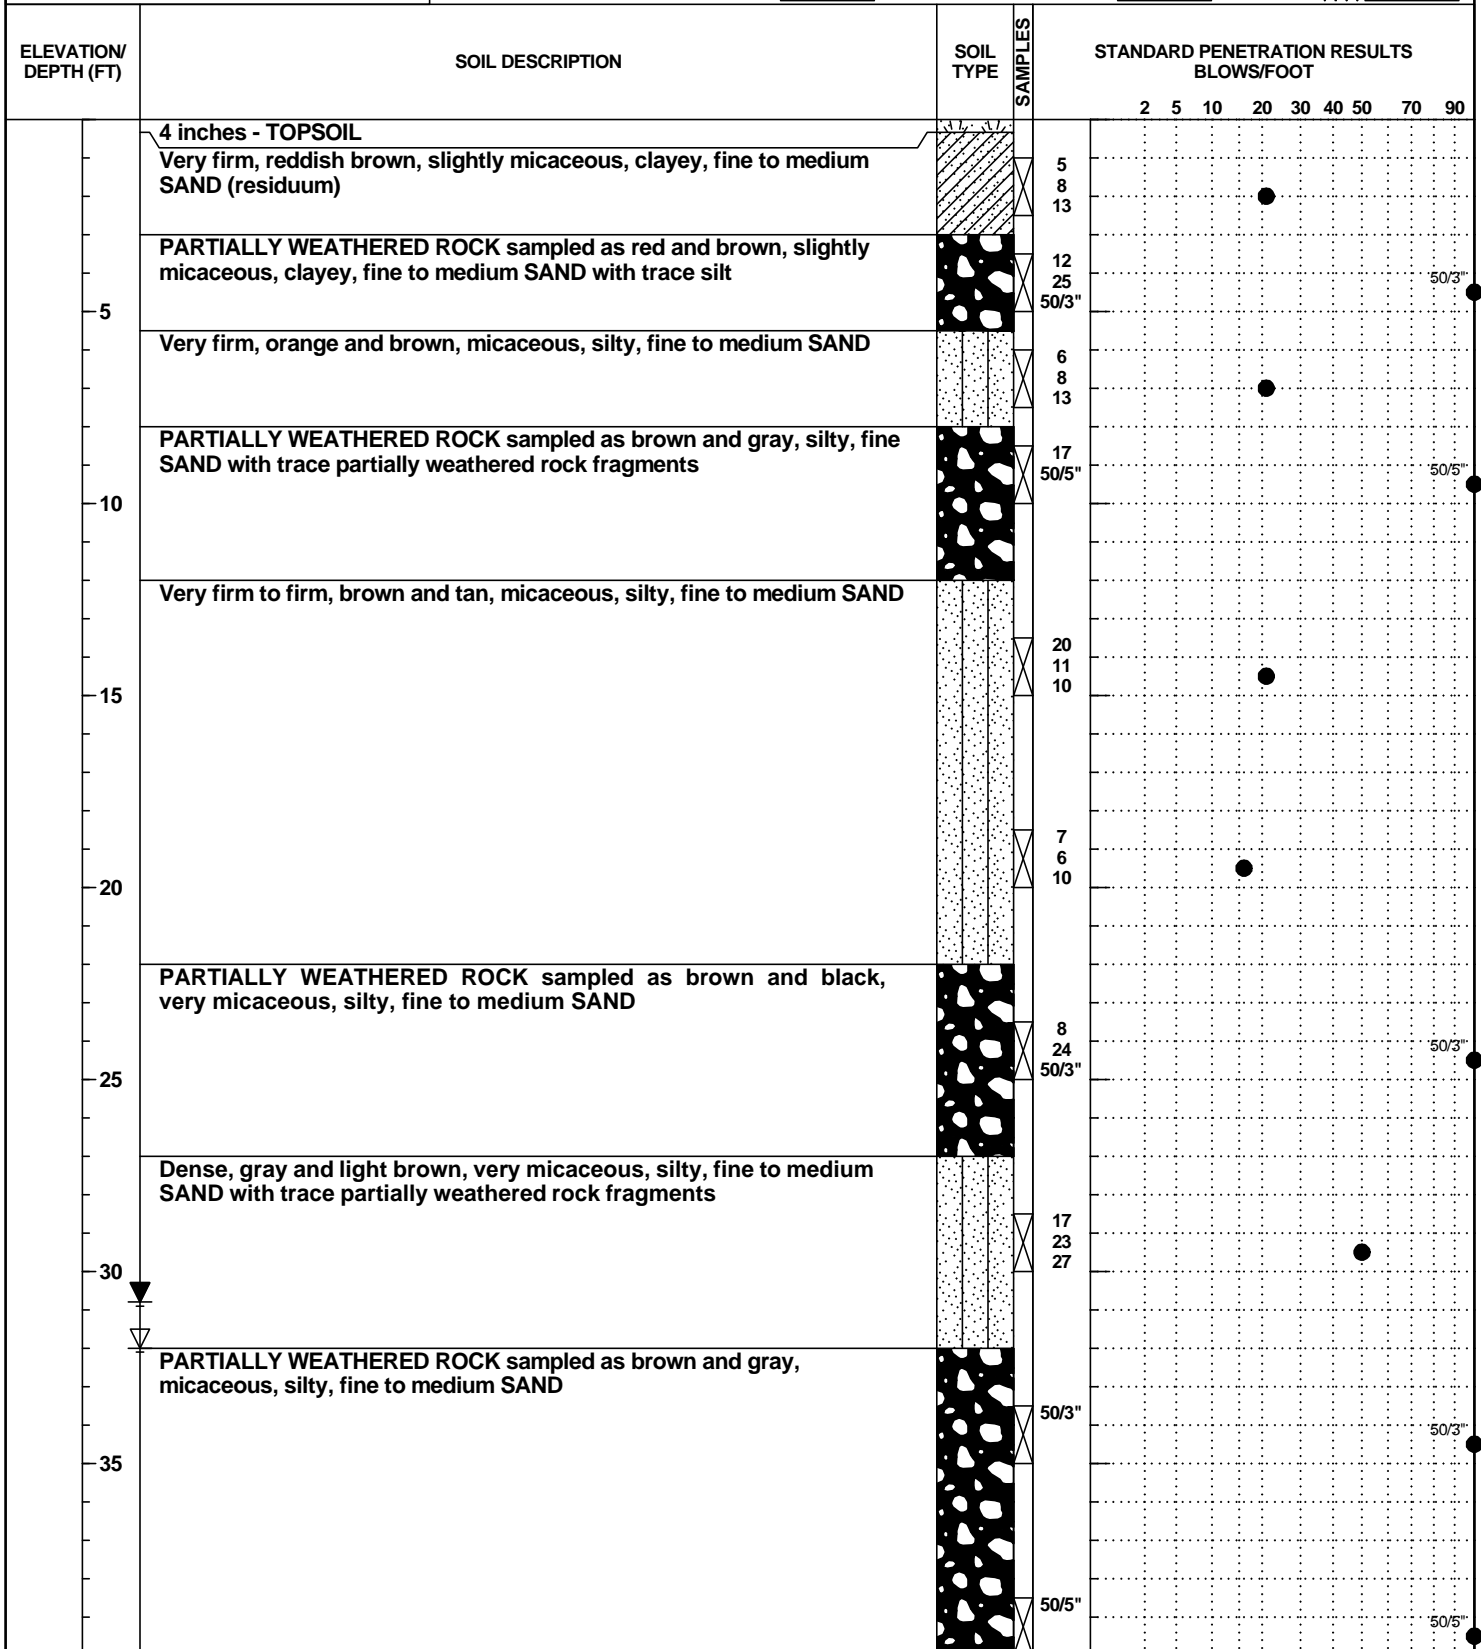 ELEVATION/
DEPTH (FT)
SOIL DESCRIPTION
SOIL
TYPE
SAMPLES
STANDARD PENETRATION RESULTS
BLOWS/FOOT
2 5 10 20 30 40 50 70 90
4 inches - TOPSOIL
Very firm, reddish brown, slightly micaceous, clayey, fine to medium
SAND (residuum)
5
8
13
PARTIALLY WEATHERED ROCK sampled as red and brown, slightly
micaceous, clayey, fine to medium SAND with trace silt
12
25
50/3"
50/3"
5
Very firm, orange and brown, micaceous, silty, fine to medium SAND
6
8
13
PARTIALLY WEATHERED ROCK sampled as brown and gray, silty, fine
SAND with trace partially weathered rock fragments
17
50/5"
50/5"
10
Very firm to firm, brown and tan, micaceous, silty, fine to medium SAND
20
11
10
15
7
6
10
20
PARTIALLY WEATHERED ROCK sampled as brown and black,
very micaceous, silty, fine to medium SAND
8
24
50/3"
50/3"
25
Dense, gray and light brown, very micaceous, silty, fine to medium
SAND with trace partially weathered rock fragments
17
23
27
30
PARTIALLY WEATHERED ROCK sampled as brown and gray,
micaceous, silty, fine to medium SAND
50/3"
50/3"
35
50/5"
50/5"